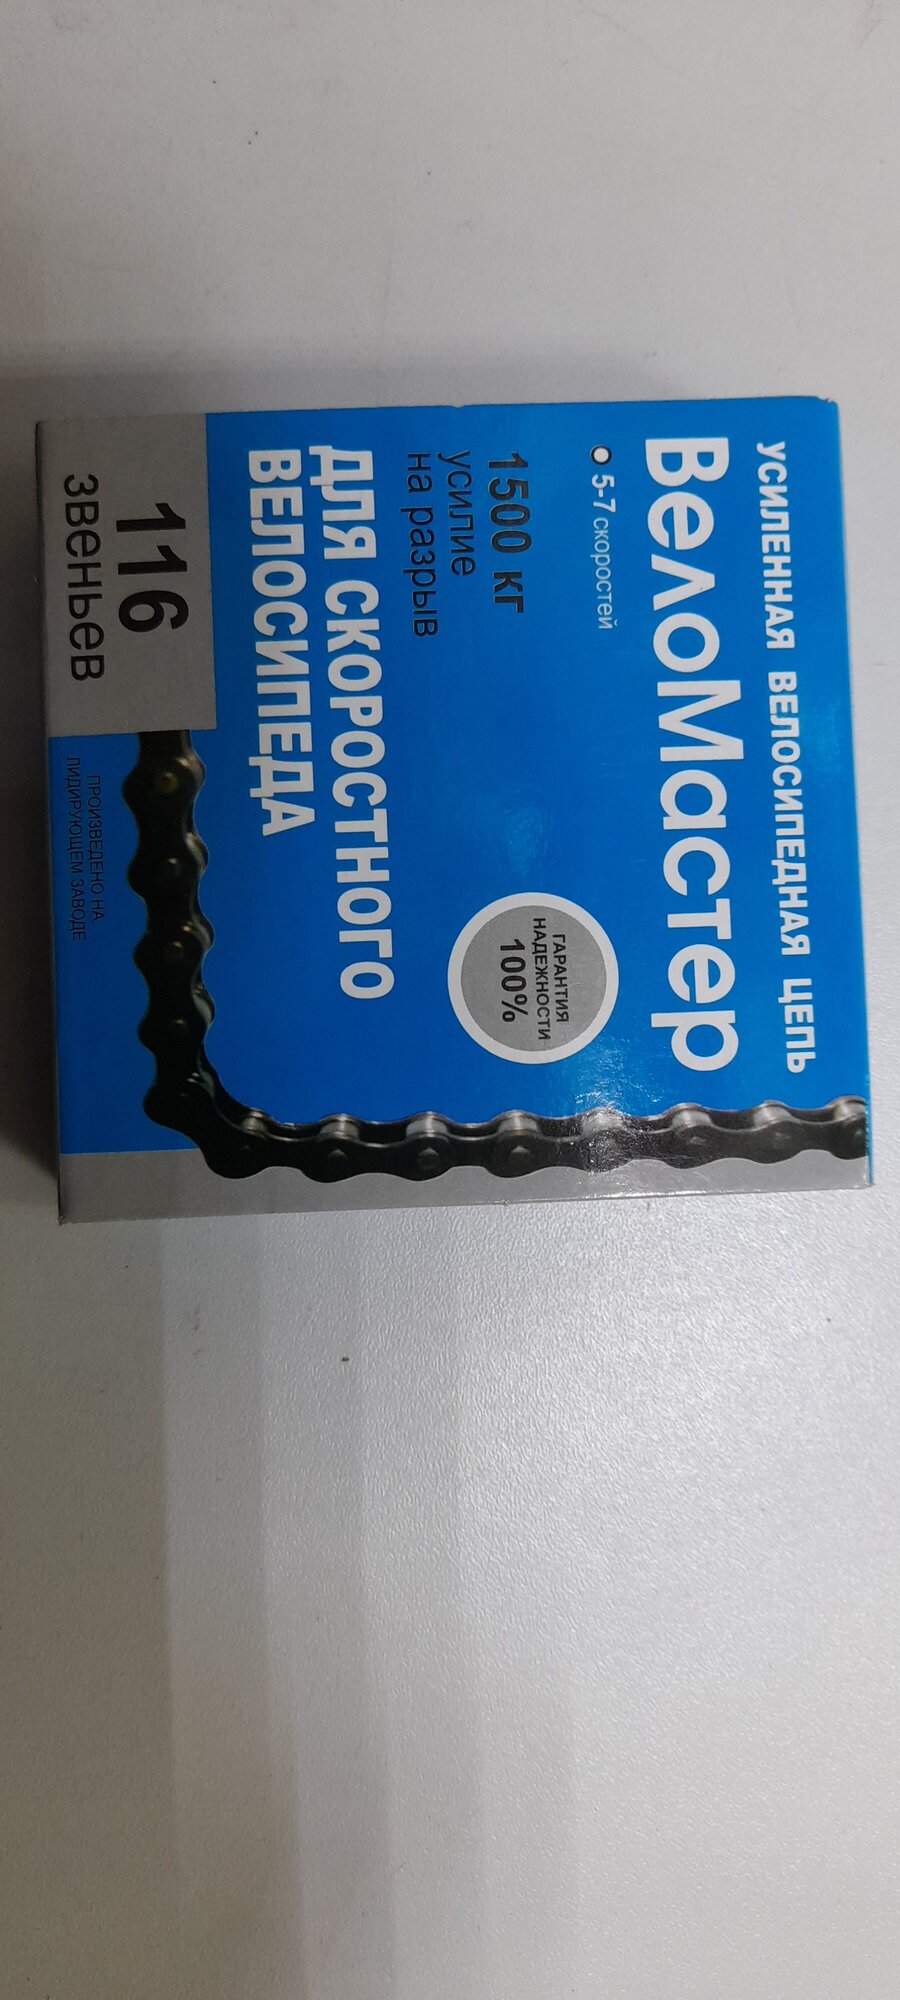 УСИЛЕННАЯ ВЕЛОСИПЕДНАЯ ЦЕПЬ
ВелоМастер
5-7 скоростей
1500 кг
усилие
на разрыв
ГАРАНТИЯ
НАДЕЖНОСТИ
100%
ДЛЯ СКОРОСТНОГО
ВЕЛОСИПЕДА
116
звеньев
ПРОИЗВЕДЕНО НА
ЛИДИРУЮЩЕМ ЗАВОДЕ